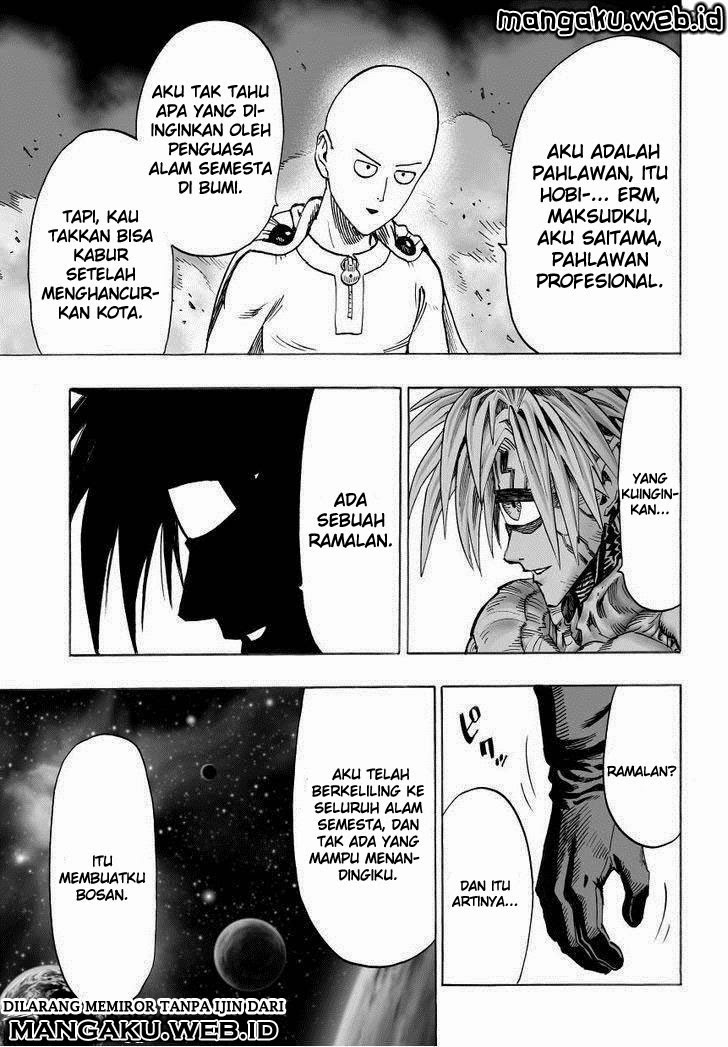 mangaku.web.id
AKU ADALAH
PAHLAWAN, ITU
HOBI-... ERM,
MAKSUDKU,
AKU SAITAMA,
PAHLAWAN
PROFESIONAL.
AKU TAK TAHU
APA YANG DI-
INGINKAN OLEH
PENGUASA
ALAM SEMESTA
DI BUMI.
TAPI, KAU
TAKKAN BISA
KABUR
SETELAH
MENGHANCUR-
KAN KOTA.
YANG
KUINGIN-
KAN...
ADA
SEBUAH
RAMALAN.
RAMALAN?
ピクッ
DAN ITU
ARTINYA...
AKU TELAH
BERKELILING KE
SELURUH ALAM
SEMESTA, DAN
TAK ADA YANG
MAMPU MENAN-
DINGIKU.
ITU
MEMBUATKU
BOSAN.
DILARANG MEMIROR TANPA IJIN DARI
MANGAKU.WEB.ID